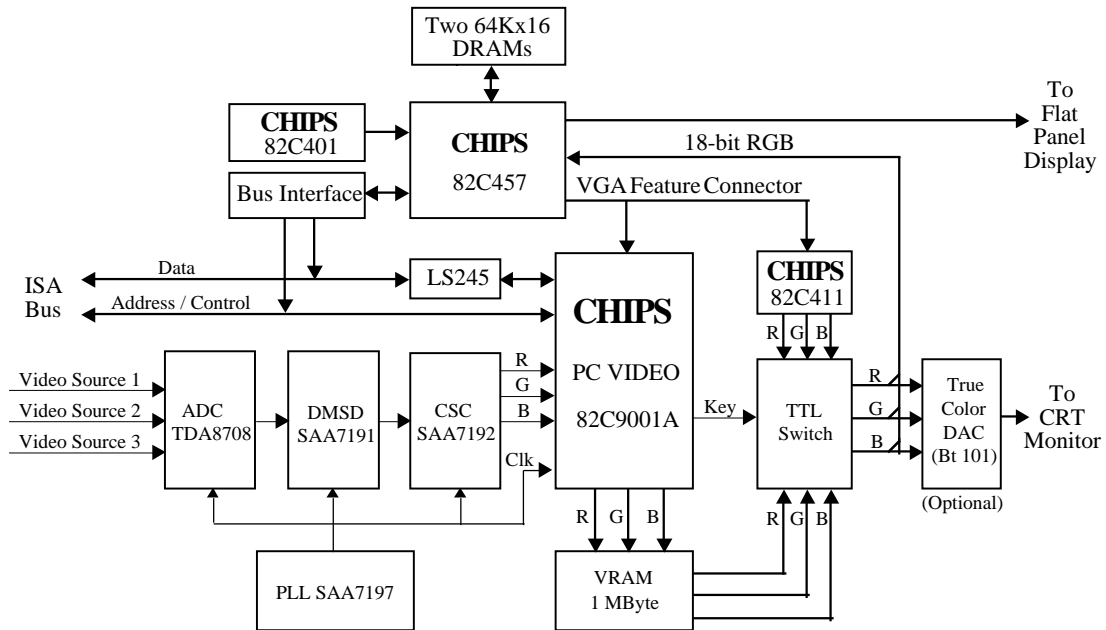 Two 64Kx16
DRAMs
CHIPS
82C401
CHIPS
82C457
To
Flat
Panel
Display
18-bit RGB
Bus Interface
VGA Feature Connector
ISA
Bus
Data
Address / Control
LS245
CHIPS
PC VIDEO
82C9001A
CHIPS
82C411
R
G
B
Video Source 1
Video Source 2
Video Source 3
ADC
TDA8708
DMSD
SAA7191
CSC
SAA7192
R
G
B
Clk
Key
TTL
Switch
R
G
B
True
Color
DAC
(Bt 101)
(Optional)
To
CRT
Monitor
R
G
B
R
G
B
PLL SAA7197
VRAM
1 MByte